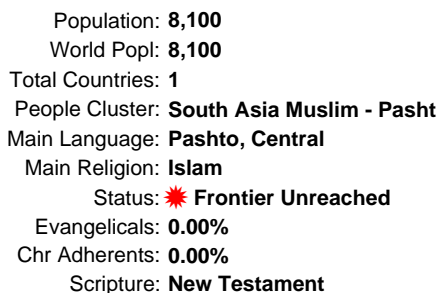 Population: 8,100
World Popl: 8,100
Total Countries: 1
People Cluster: South Asia Muslim - Pasht
Main Language: Pashto, Central
Main Religion: Islam
Status: Frontier Unreached
Evangelicals: 0.00%
Chr Adherents: 0.00%
Scripture: New Testament